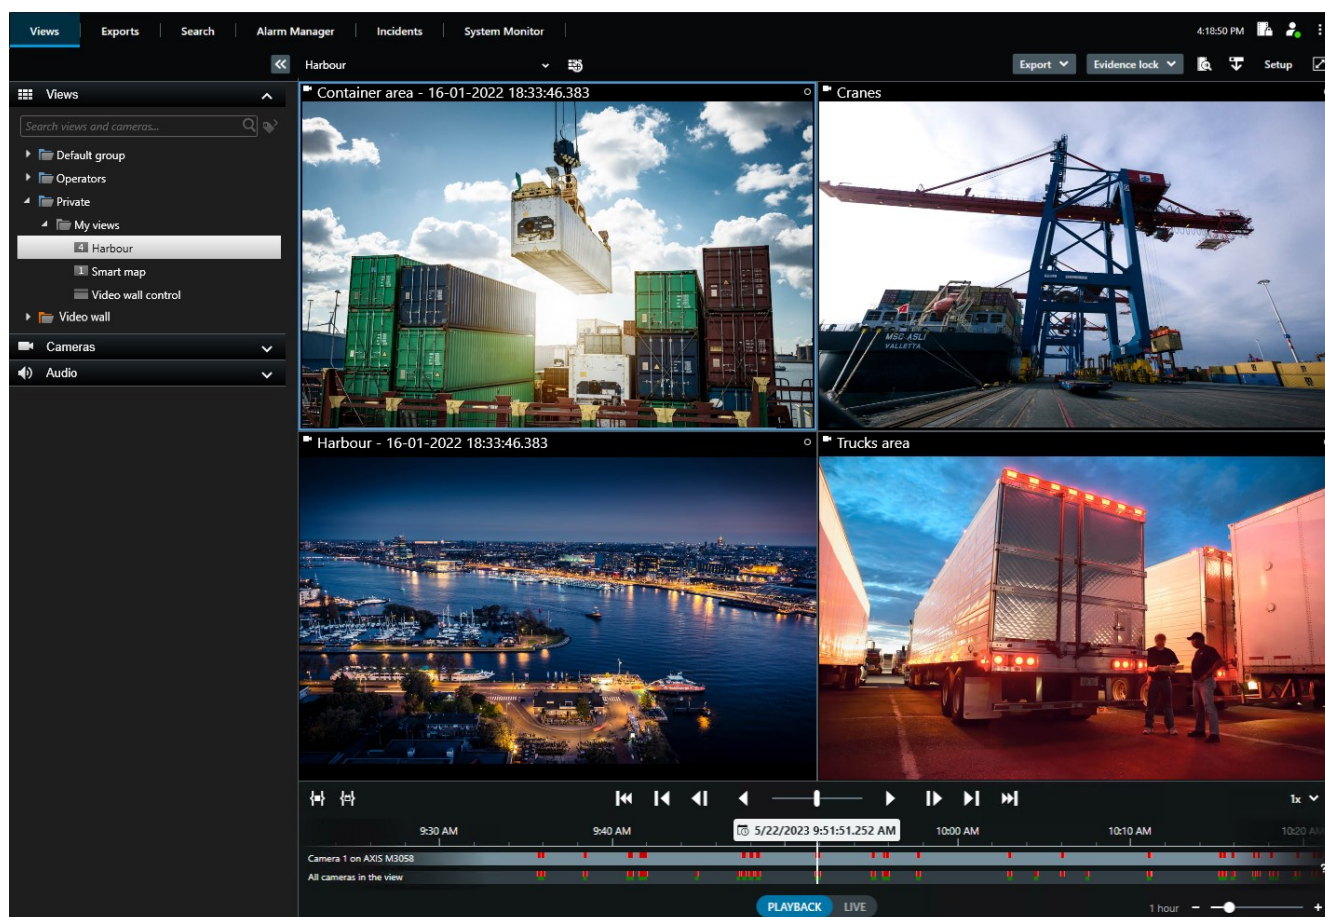 Views Exports Search Alarm Manager Incidents System Monitor 4:18:50 PM
Harbour Export Evidence lock Setup
Views
Search views and cameras...
Default group
Operators
Private
My views
4 Harbour
1 Smart map
Video wall control
Video wall
Cameras
Audio
Container area - 16-01-2022 18:33:46.383
Cranes
MSC ASLI
VALLETTA
Harbour - 16-01-2022 18:33:46.383
Trucks area
1x
9:30 AM 9:40 AM 5/22/2023 9:51:51.252 AM 10:00 AM 10:10 AM 10:20 AM
Camera 1 on AXIS M3058
All cameras in the view
?
PLAYBACK LIVE
1 hour - +